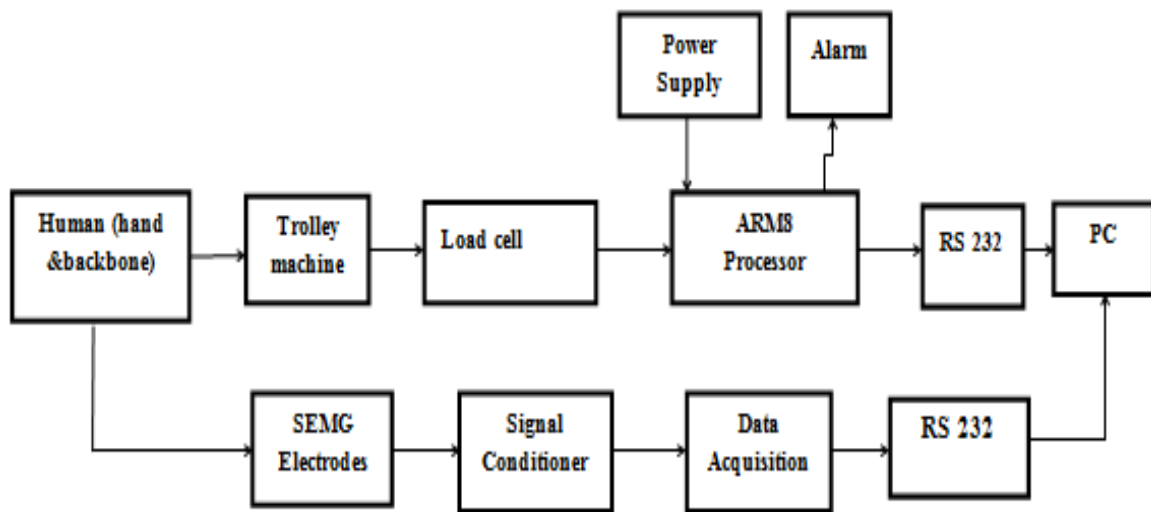 Power
Supply
Alarm
Human (hand
&backbone)
Trolley
machine
Load cell
ARM8
Processor
RS 232
PC
SEMG
Electrodes
Signal
Conditioner
Data
Acquisition
RS 232